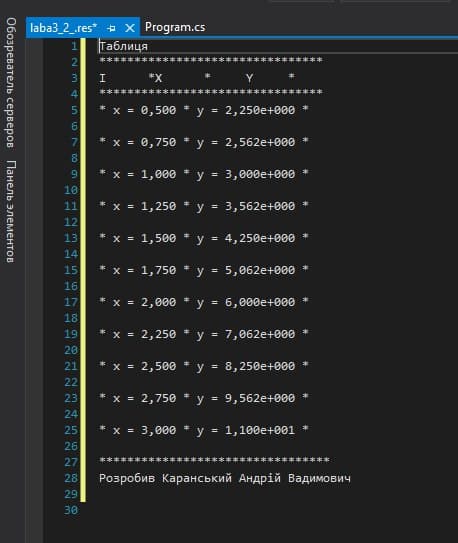 laba3_2_.res*
Program.cs
Обозреватель серверов
Панель элементов
1 Таблиця
2 ********************************
3 I      *X      *     Y     *
4 ********************************
5 * x = 0,500 * y = 2,250e+000 *
6
7 * x = 0,750 * y = 2,562e+000 *
8
9 * x = 1,000 * y = 3,000e+000 *
10
11 * x = 1,250 * y = 3,562e+000 *
12
13 * x = 1,500 * y = 4,250e+000 *
14
15 * x = 1,750 * y = 5,062e+000 *
16
17 * x = 2,000 * y = 6,000e+000 *
18
19 * x = 2,250 * y = 7,062e+000 *
20
21 * x = 2,500 * y = 8,250e+000 *
22
23 * x = 2,750 * y = 9,562e+000 *
24
25 * x = 3,000 * y = 1,100e+001 *
26
27 *********************************
28 Розробив Каранський Андрій Вадимович
29
30